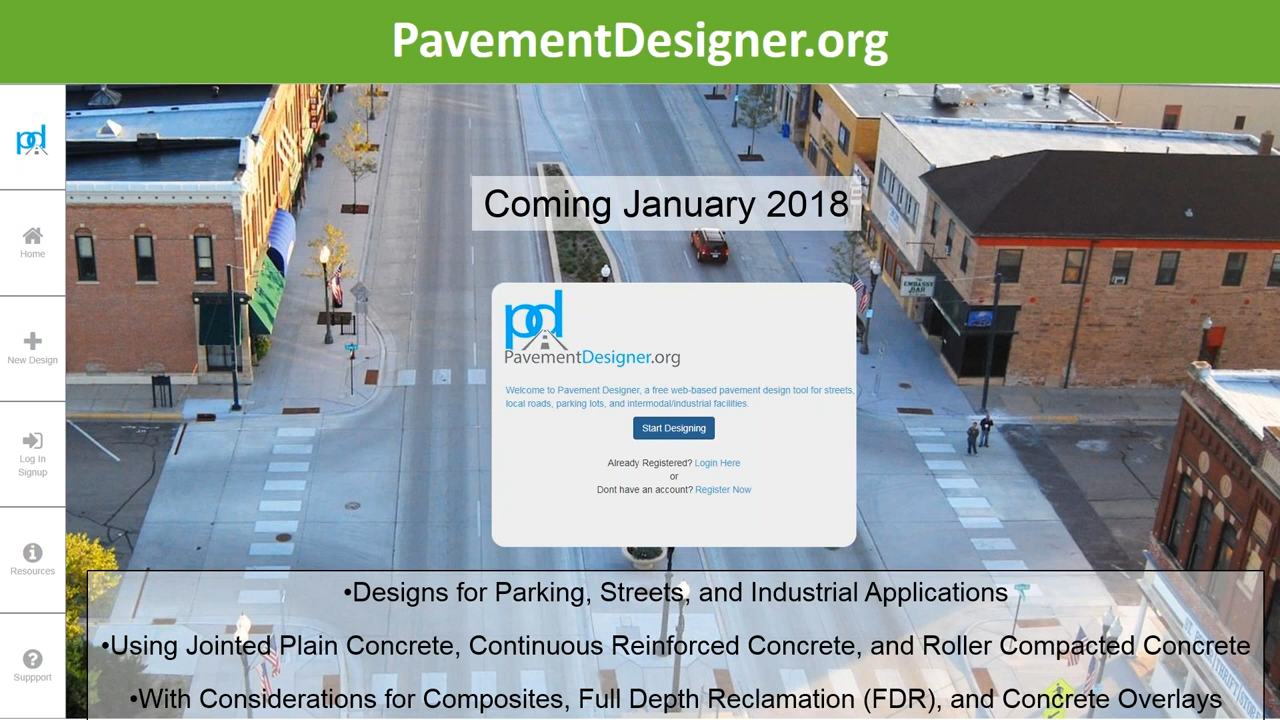 PavementDesigner.org
pd
Home
New Design
Log In
Signup
Resources
Suppport
Coming January 2018
pd
PavementDesigner.org
Welcome to Pavement Designer, a free web-based pavement design tool for streets,
local roads, parking lots, and intermodal/industrial facilities.
Start Designing
Already Registered? Login Here
or
Dont have an account? Register Now
EMBASSY
BAR
•Designs for Parking, Streets, and Industrial Applications
•Using Jointed Plain Concrete, Continuous Reinforced Concrete, and Roller Compacted Concrete
•With Considerations for Composites, Full Depth Reclamation (FDR), and Concrete Overlays